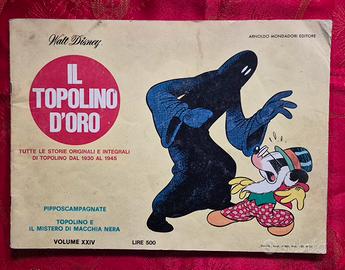 Walt Disney
ARNOLDO MONDADORI EDITORE
IL
TOPOLINO
D'ORO
TUTTE LE STORIE ORIGINALI E INTEGRALI
DI TOPOLINO DAL 1930 AL 1945
PIPPOSCAMPAGNATE
TOPOLINO E
IL MISTERO DI MACCHIA NERA
VOLUME XXIV
LIRE 500